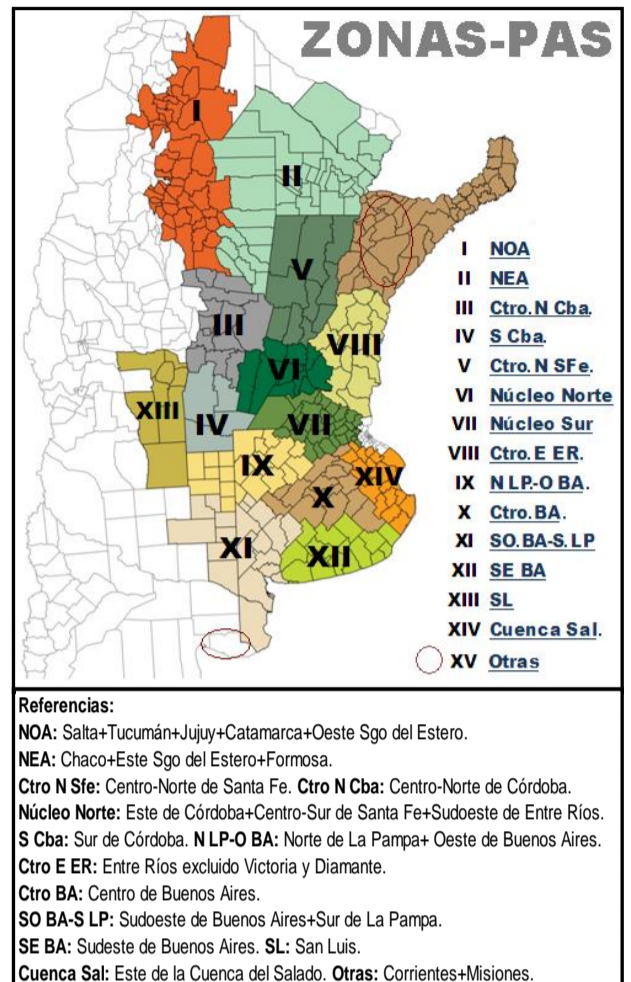 ZONAS-PAS
I
II
V
III
VIII
VI
XIII
IV
VII
IX
XIV
X
XI
XII
I NOA
II NEA
III Ctro.N Cba.
IV S Cba.
V Ctro.N SFe.
VI Núcleo Norte
VII Núcleo Sur
VIII Ctro.E ER.
IX N LP.-O BA.
X Ctro.BA.
XI SO.BA-S.LP
XII SE BA
XIII SL
XIV Cuenca Sal.
XV Otras
Referencias:
NOA: Salta+Tucumán+Jujuy+Catamarca+Oeste Sgo del Estero.
NEA: Chaco+Este Sgo del Estero+Formosa.
Ctro N Sfe: Centro-Norte de Santa Fe. Ctro N Cba: Centro-Norte de Córdoba.
Núcleo Norte: Este de Córdoba+Centro-Sur de Santa Fe+Sudoeste de Entre Ríos.
S Cba: Sur de Córdoba. N LP-O BA: Norte de La Pampa+ Oeste de Buenos Aires.
Ctro E ER: Entre Ríos excluido Victoria y Diamante.
Ctro BA: Centro de Buenos Aires.
SO BA-S LP: Sudoeste de Buenos Aires+Sur de La Pampa.
SE BA: Sudeste de Buenos Aires. SL: San Luis.
Cuenca Sal: Este de la Cuenca del Salado. Otras: Corrientes+Misiones.